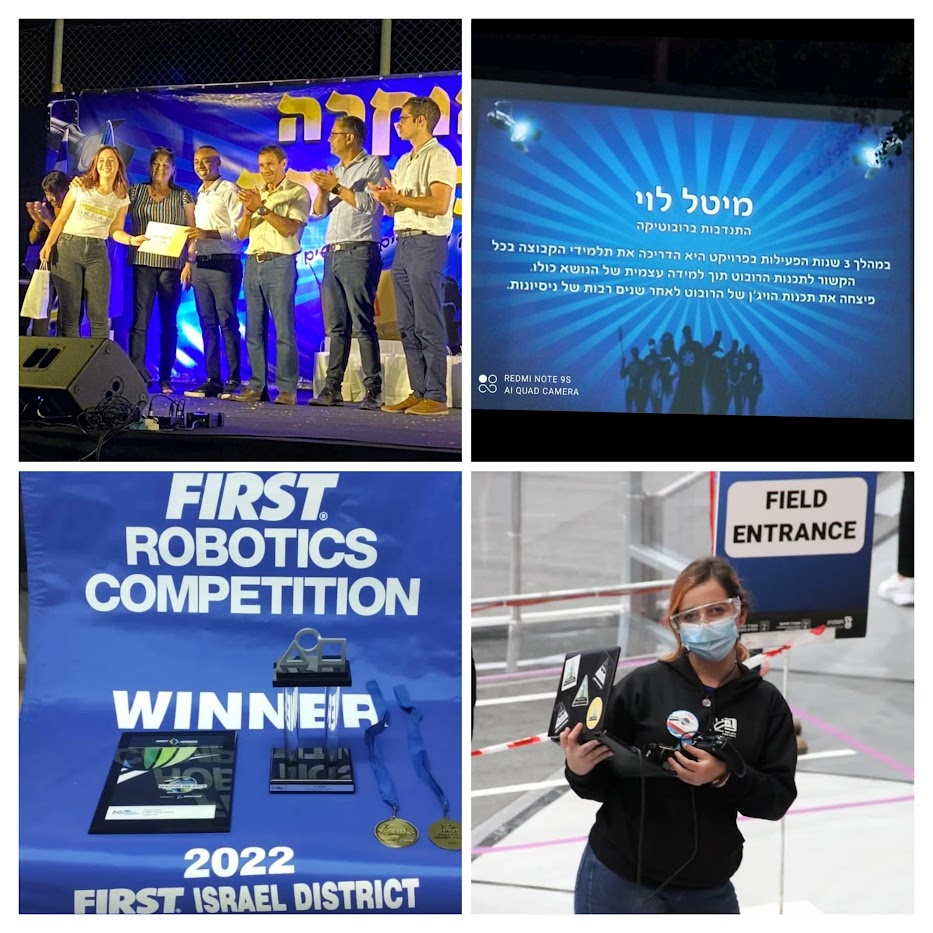 מיטל לוי
התנדבות ברובוטיקה
במהלך 3 שנות הפעילות בפרויקט היא הדריכה את תלמידי הקבוצה בכל
הקשור לתכנות הרובוט תוך למידה עצמית של הנושא כולו.
פיצחה את תכנות הויג'ן של הרובוט לאחר שנים רבות של ניסיונות.
REDMI NOTE 9S
AI QUAD CAMERA
FIRST®
ROBOTICS
COMPETITION
WINNER
2022
FIRST ISRAEL DISTRICT
FIELD
ENTRANCE